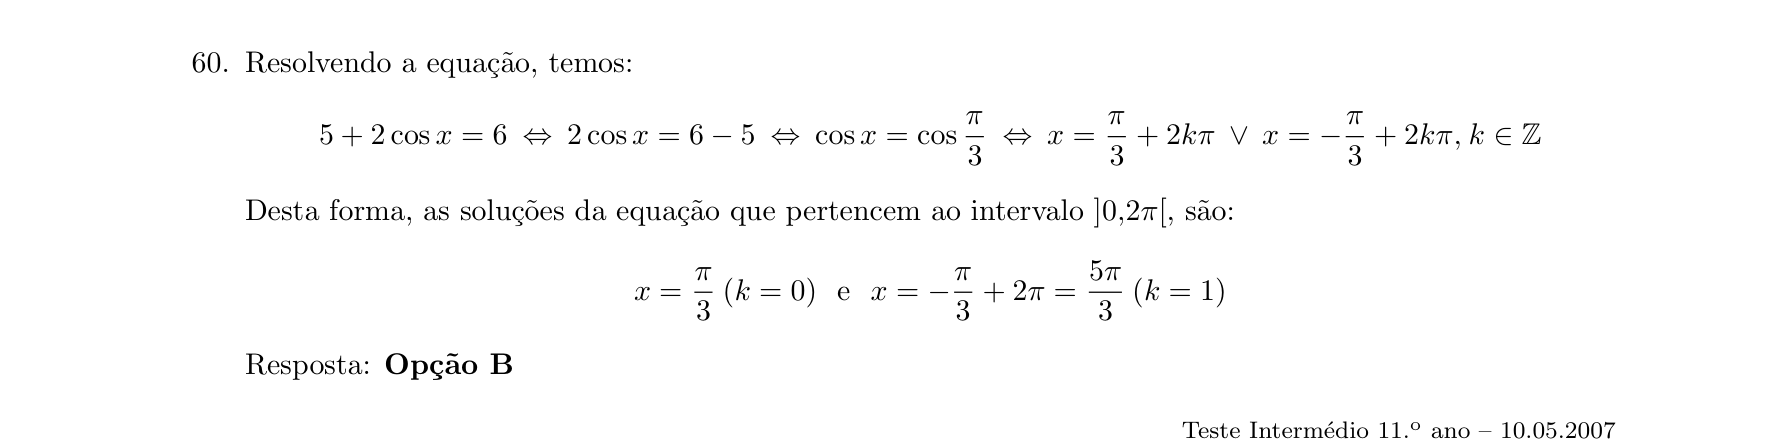 60. Resolvendo a equação, temos:
5 + 2 cos x = 6 ⇔ 2 cos x = 6 − 5 ⇔ cos x = cos π/3 ⇔ x = π/3 + 2kπ ∨ x = −π/3 + 2kπ, k ∈ ℤ
Desta forma, as soluções da equação que pertencem ao intervalo ]0,2π[, são:
x = π/3 (k = 0) e x = −π/3 + 2π = 5π/3 (k = 1)
Resposta: Opção B
Teste Intermédio 11.º ano – 10.05.2007